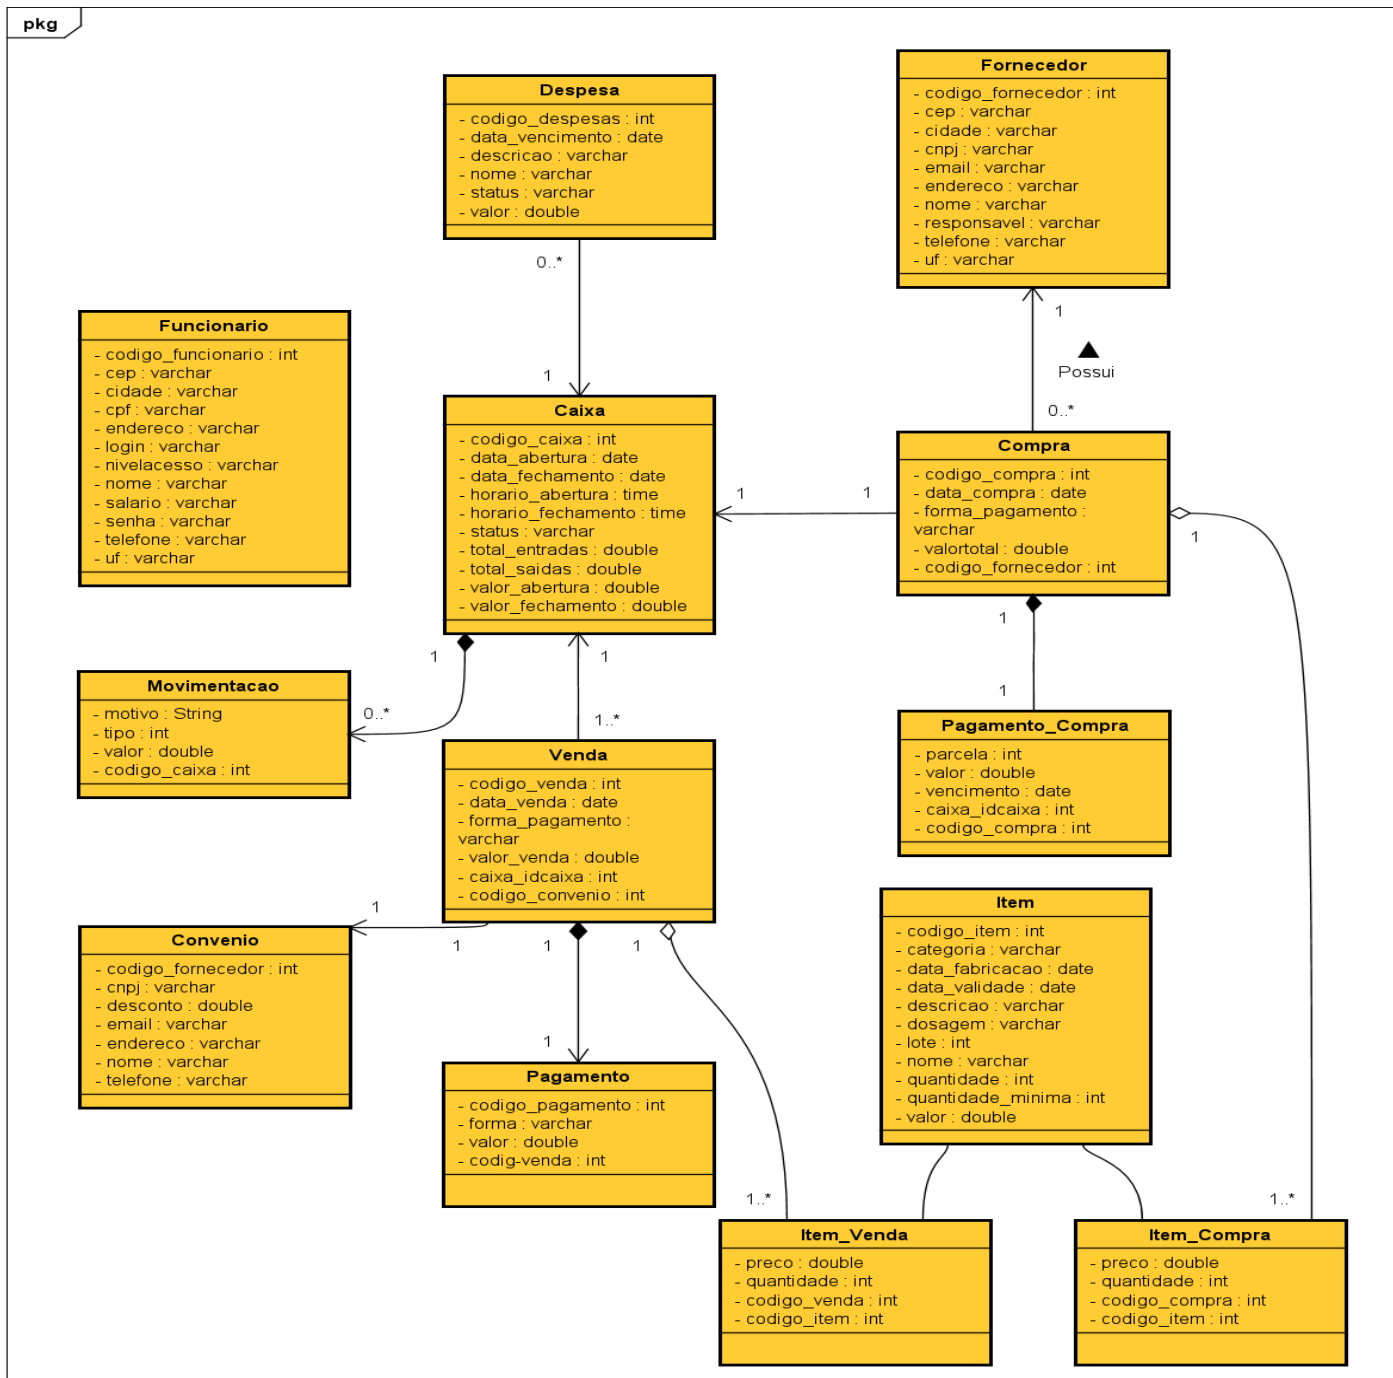 pkg
Despesa
- codigo_despesas : int
- data_vencimento : date
- descricao : varchar
- nome : varchar
- status : varchar
- valor : double
Fornecedor
- codigo_fornecedor : int
- cep : varchar
- cidade : varchar
- cnpj : varchar
- email : varchar
- endereco : varchar
- nome : varchar
- responsavel : varchar
- telefone : varchar
- uf : varchar
0..*
1
1
Possui
0..*
Funcionario
- codigo_funcionario : int
- cep : varchar
- cidade : varchar
- cpf : varchar
- endereco : varchar
- login : varchar
- nivelacesso : varchar
- nome : varchar
- salario : varchar
- senha : varchar
- telefone : varchar
- uf : varchar
Caixa
- codigo_caixa : int
- data_abertura : date
- data_fechamento : date
- horario_abertura : time
- horario_fechamento : time
- status : varchar
- total_entradas : double
- total_saidas : double
- valor_abertura : double
- valor_fechamento : double
1
1
Compra
- codigo_compra : int
- data_compra : date
- forma_pagamento :
varchar
- valortotal : double
- codigo_fornecedor : int
1
1
1
1
0..*
1
1..*
Movimentacao
- motivo : String
- tipo : int
- valor : double
- codigo_caixa : int
Venda
- codigo_venda : int
- data_venda : date
- forma_pagamento :
varchar
- valor_venda : double
- caixa_idcaixa : int
- codigo_convenio : int
Pagamento_Compra
- parcela : int
- valor : double
- vencimento : date
- caixa_idcaixa : int
- codigo_compra : int
1
1
1
1
Convenio
- codigo_fornecedor : int
- cnpj : varchar
- desconto : double
- email : varchar
- endereco : varchar
- nome : varchar
- telefone : varchar
Item
- codigo_item : int
- categoria : varchar
- data_fabricacao : date
- data_validade : date
- descricao : varchar
- dosagem : varchar
- lote : int
- nome : varchar
- quantidade : int
- quantidade_minima : int
- valor : double
1
Pagamento
- codigo_pagamento : int
- forma : varchar
- valor : double
- codig-venda : int
1..*
1..*
Item_Venda
- preco : double
- quantidade : int
- codigo_venda : int
- codigo_item : int
Item_Compra
- preco : double
- quantidade : int
- codigo_compra : int
- codigo_item : int